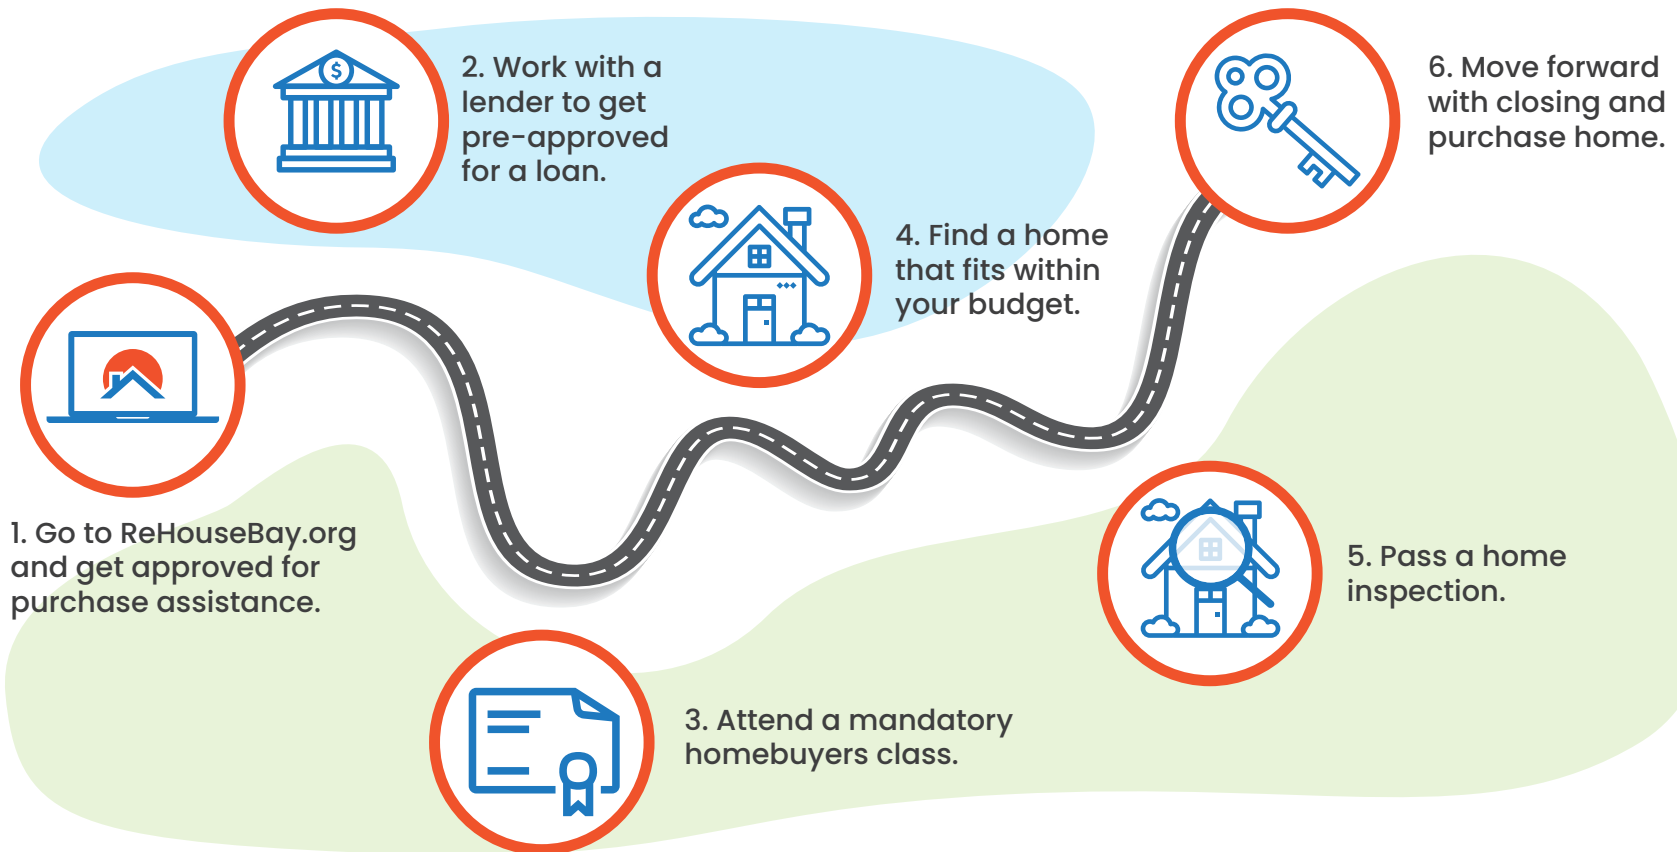 1. Go to ReHouseBay.org
and get approved for
purchase assistance.
2. Work with a
lender to get
pre-approved
for a loan.
3. Attend a mandatory
homebuyers class.
4. Find a home
that fits within
your budget.
5. Pass a home
inspection.
6. Move forward
with closing and
purchase home.
$